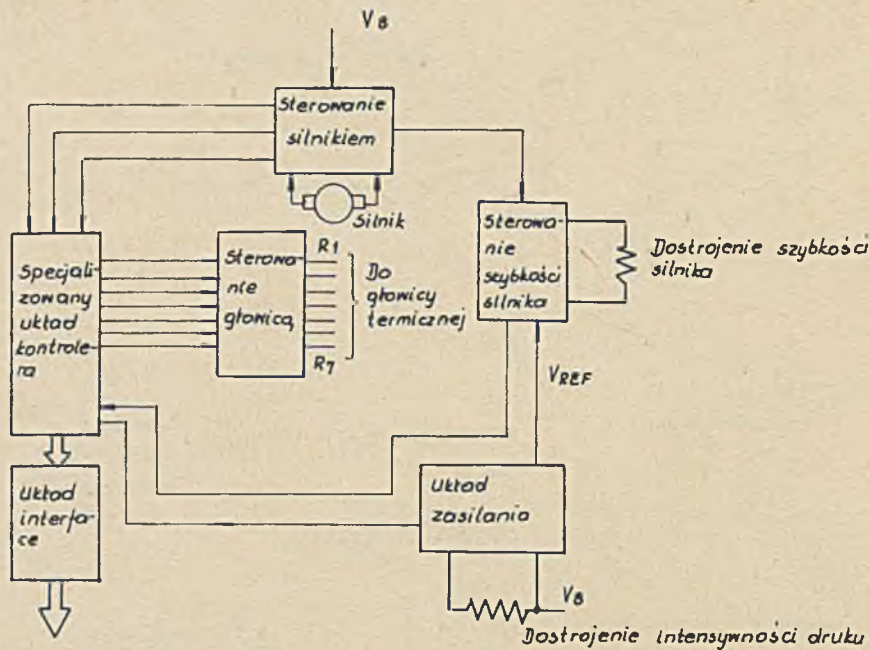 VB
Sterowanie
silnikiem
Silnik
Sterowa-
nie
szybkości
silnika
Dostrojenie szybkości
silnika
Specjali-
zowany
układ
kontrole-
ra
Sterowa-
nie
głowicą
R1
R7
Do
głowicy
termicznej
VREF
Układ
interfa-
ce
Układ
zasilania
VB
Dostrojenie intensywności druku